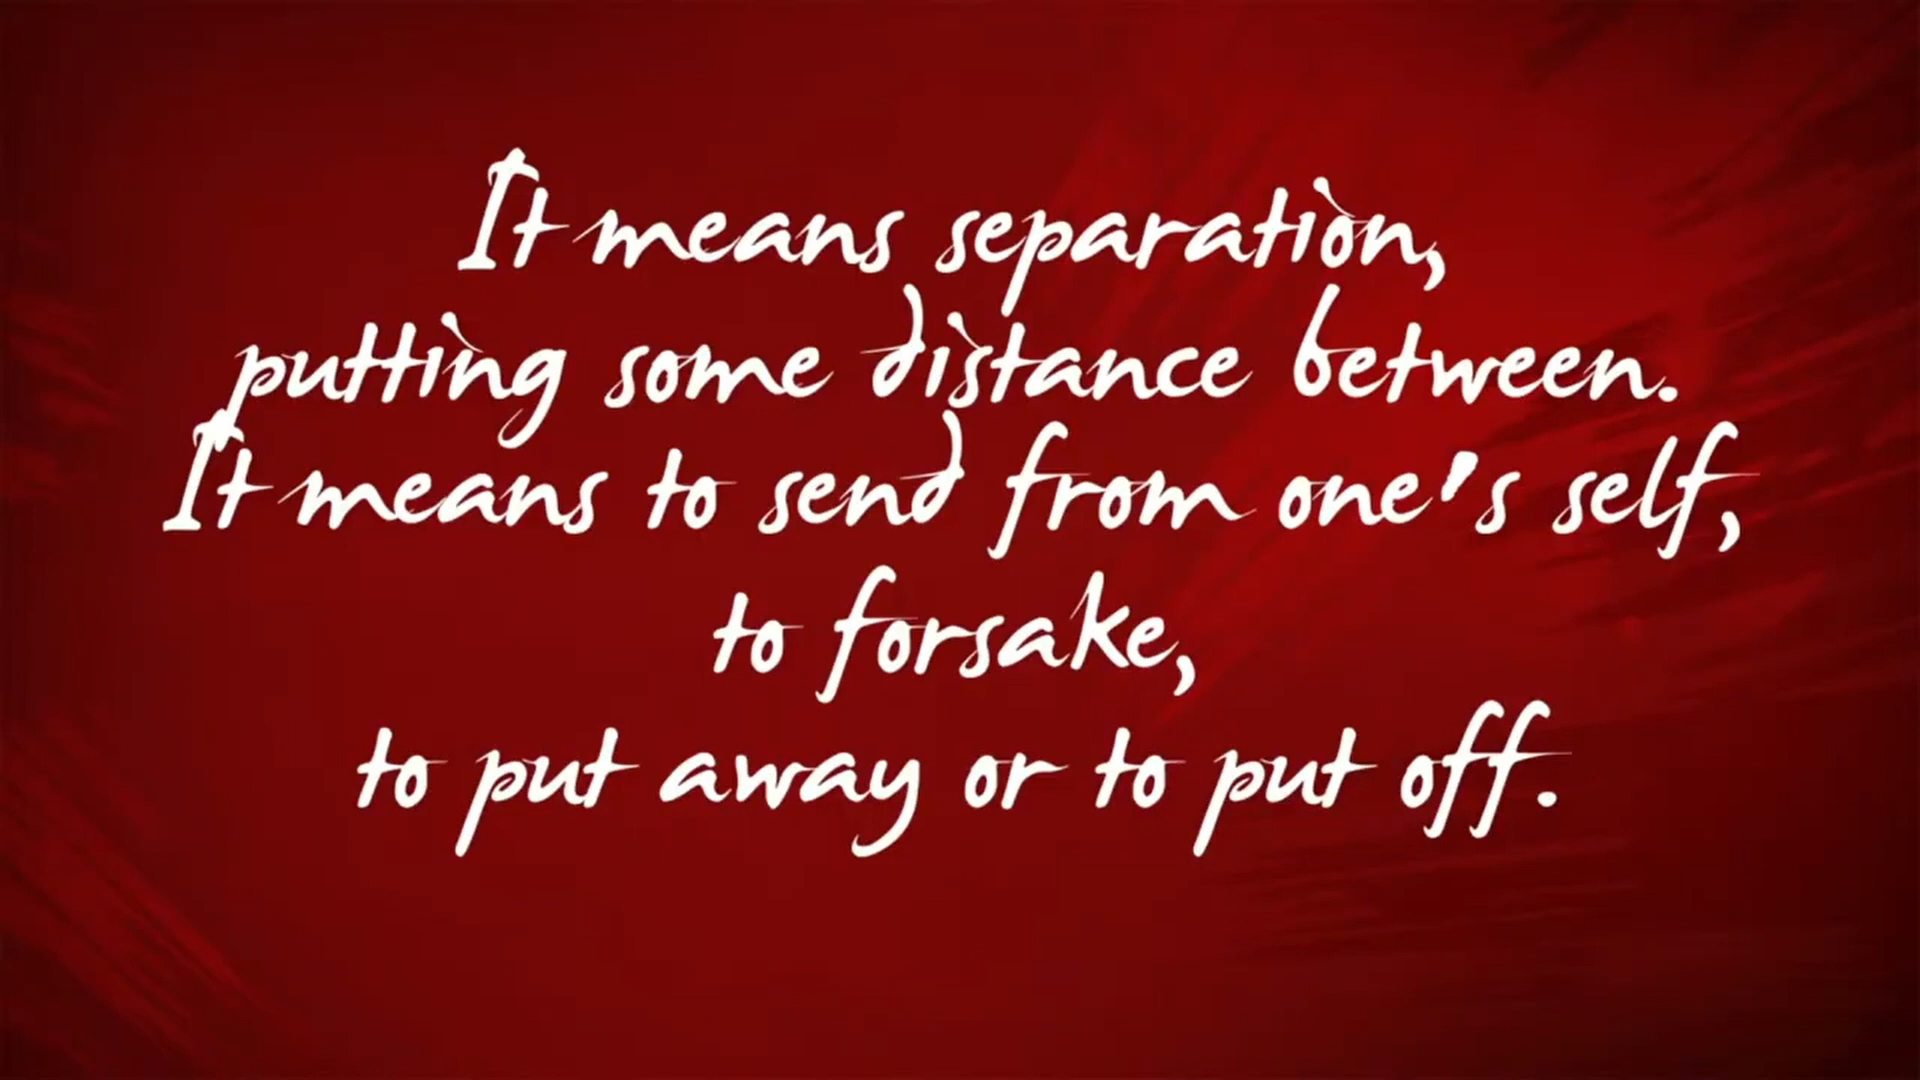 It means separation,
putting some distance between.
It means to send from one's self,
to forsake,
to put away or to put off.